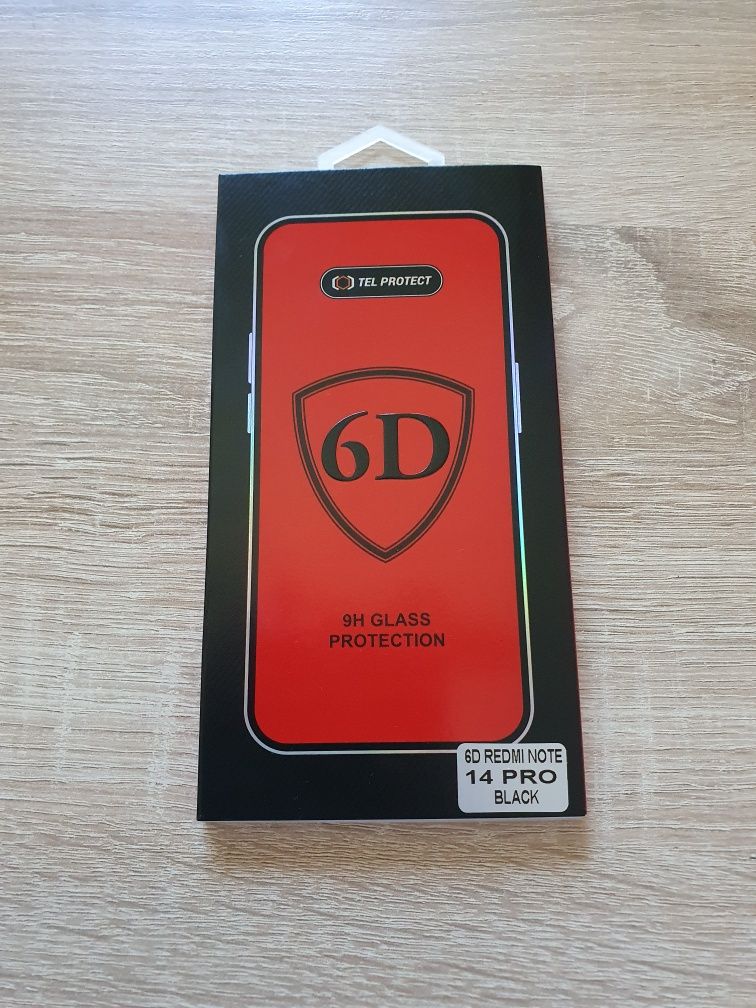 TEL PROTECT
6D
9H GLASS
PROTECTION
6D REDMI NOTE
14 PRO
BLACK